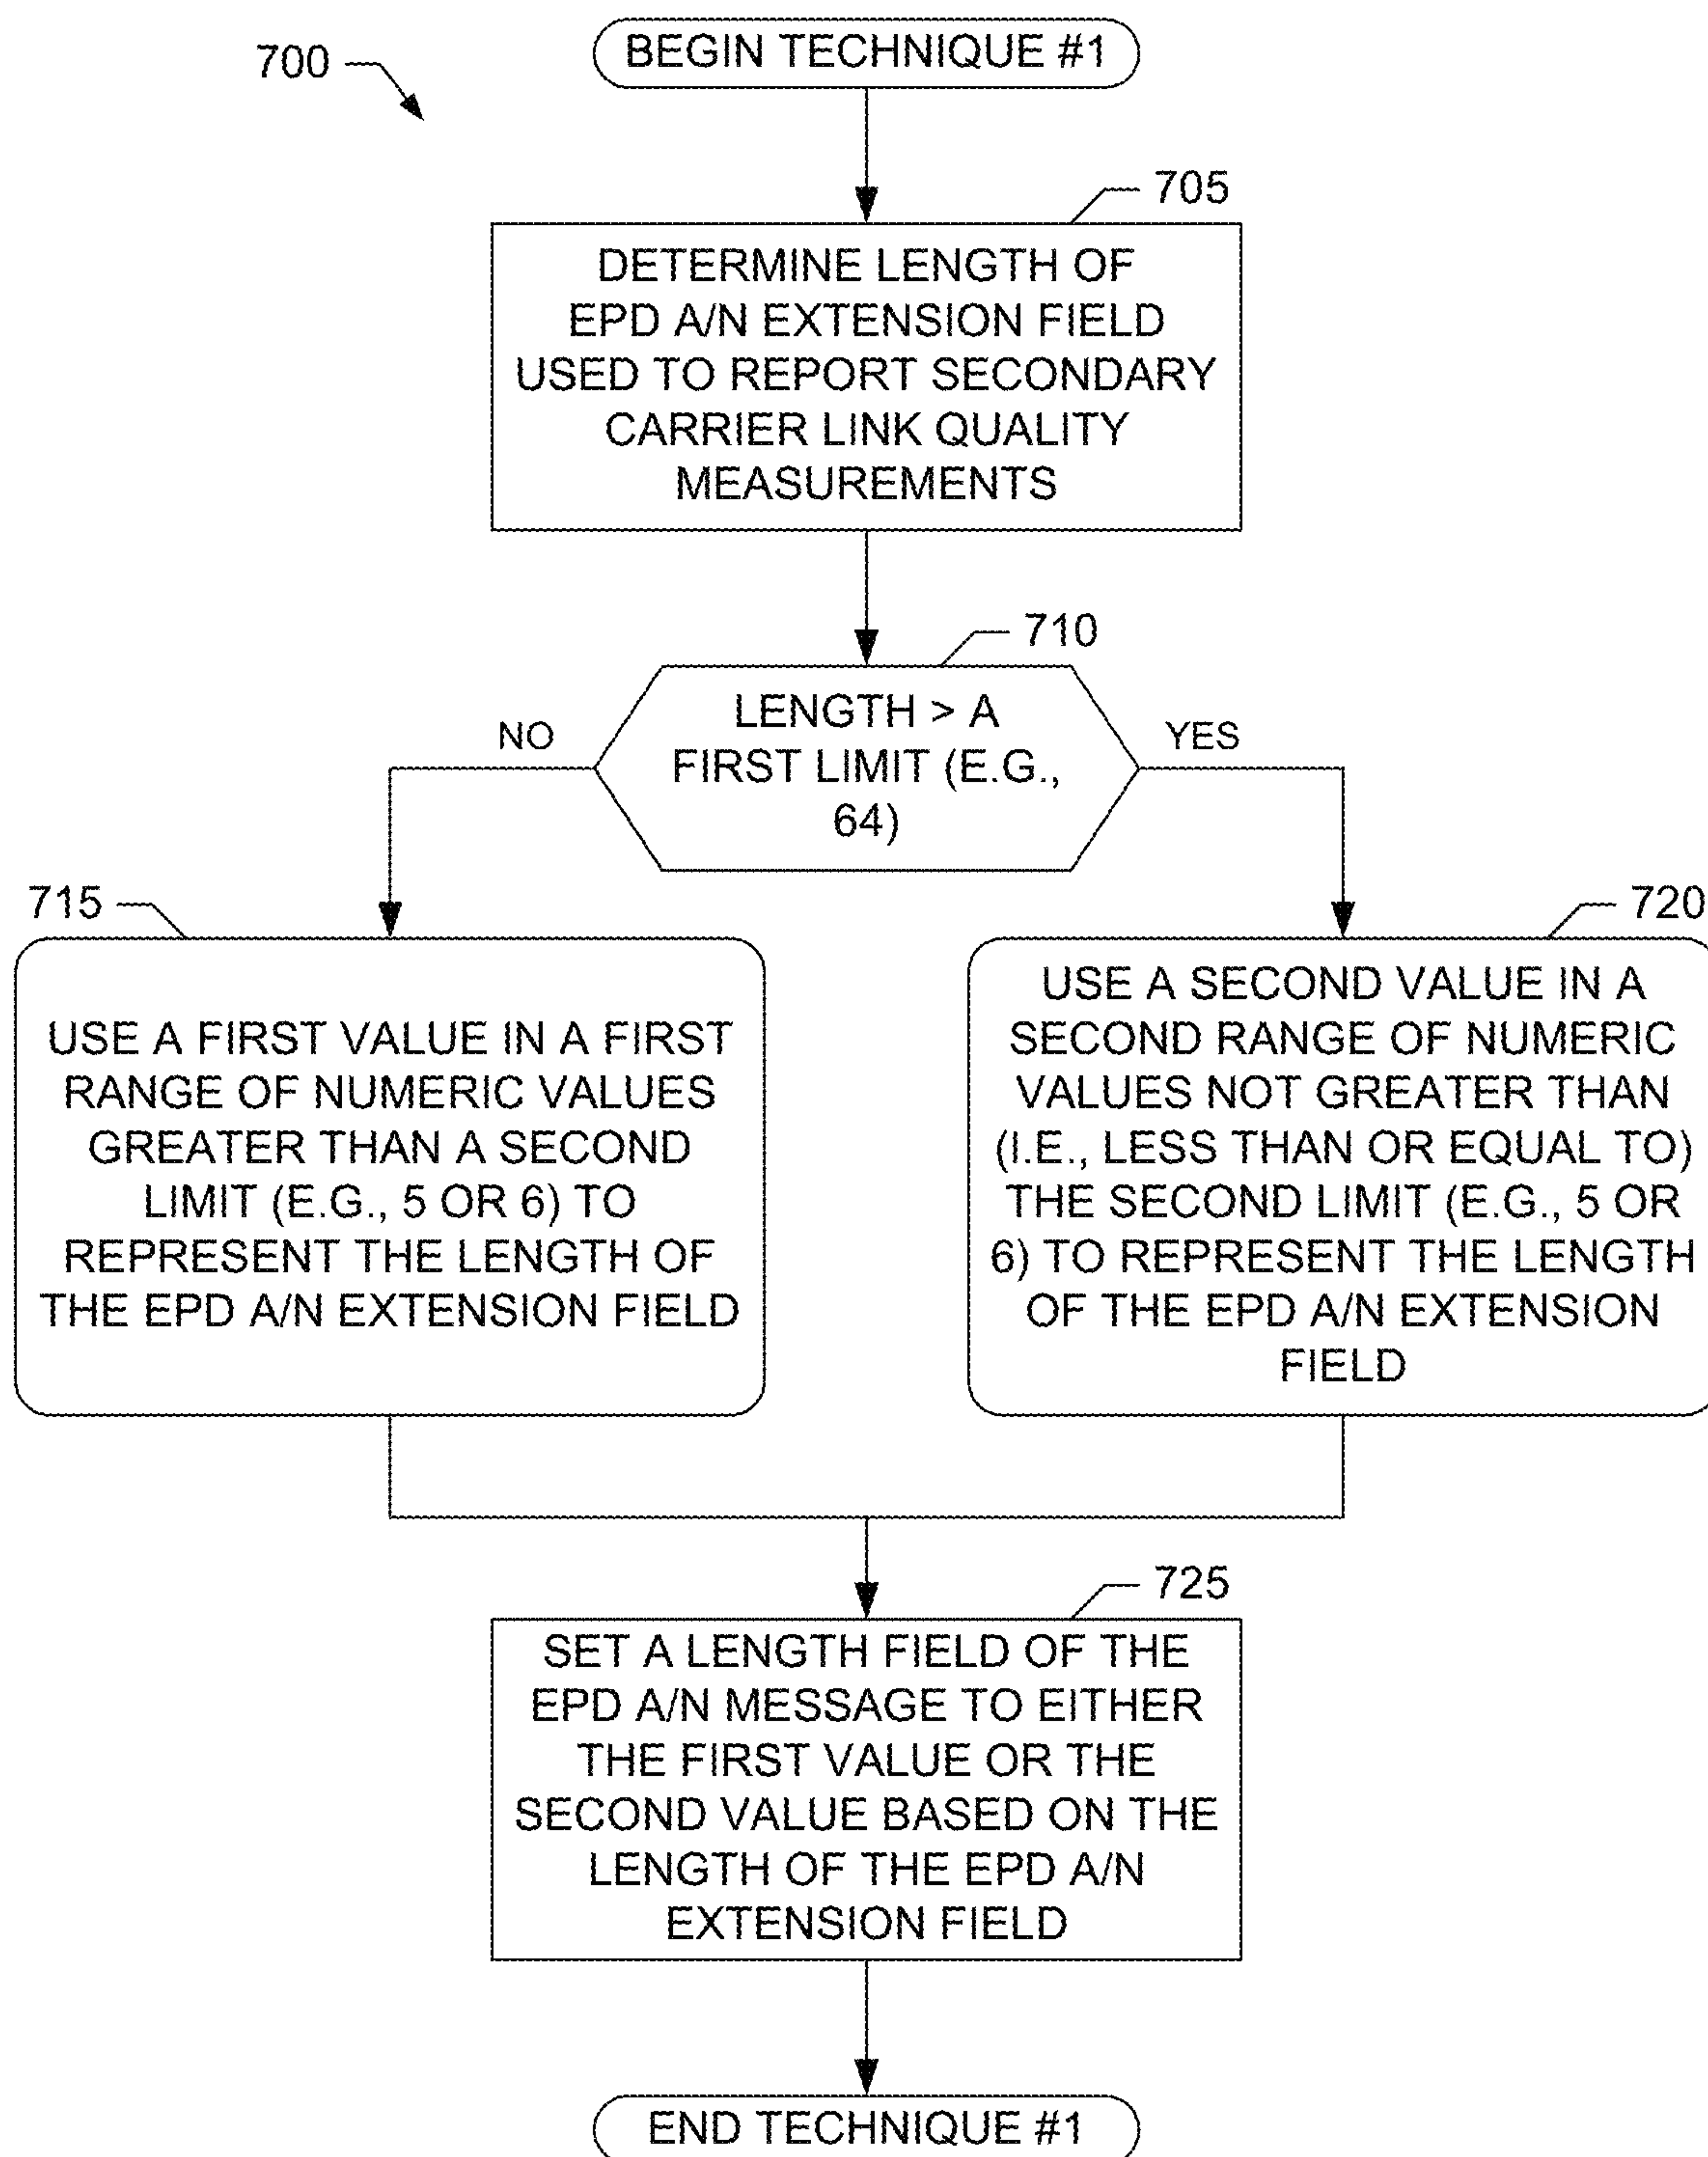 700
BEGIN TECHNIQUE #1
705
DETERMINE LENGTH OF
EPD A/N EXTENSION FIELD
USED TO REPORT SECONDARY
CARRIER LINK QUALITY
MEASUREMENTS
710
LENGTH > A
FIRST LIMIT (E.G.,
64)
NO
YES
715
USE A FIRST VALUE IN A FIRST
RANGE OF NUMERIC VALUES
GREATER THAN A SECOND
LIMIT (E.G., 5 OR 6) TO
REPRESENT THE LENGTH OF
THE EPD A/N EXTENSION FIELD
720
USE A SECOND VALUE IN A
SECOND RANGE OF NUMERIC
VALUES NOT GREATER THAN
(I.E., LESS THAN OR EQUAL TO)
THE SECOND LIMIT (E.G., 5 OR
6) TO REPRESENT THE LENGTH
OF THE EPD A/N EXTENSION
FIELD
725
SET A LENGTH FIELD OF THE
EPD A/N MESSAGE TO EITHER
THE FIRST VALUE OR THE
SECOND VALUE BASED ON THE
LENGTH OF THE EPD A/N
EXTENSION FIELD
END TECHNIQUE #1